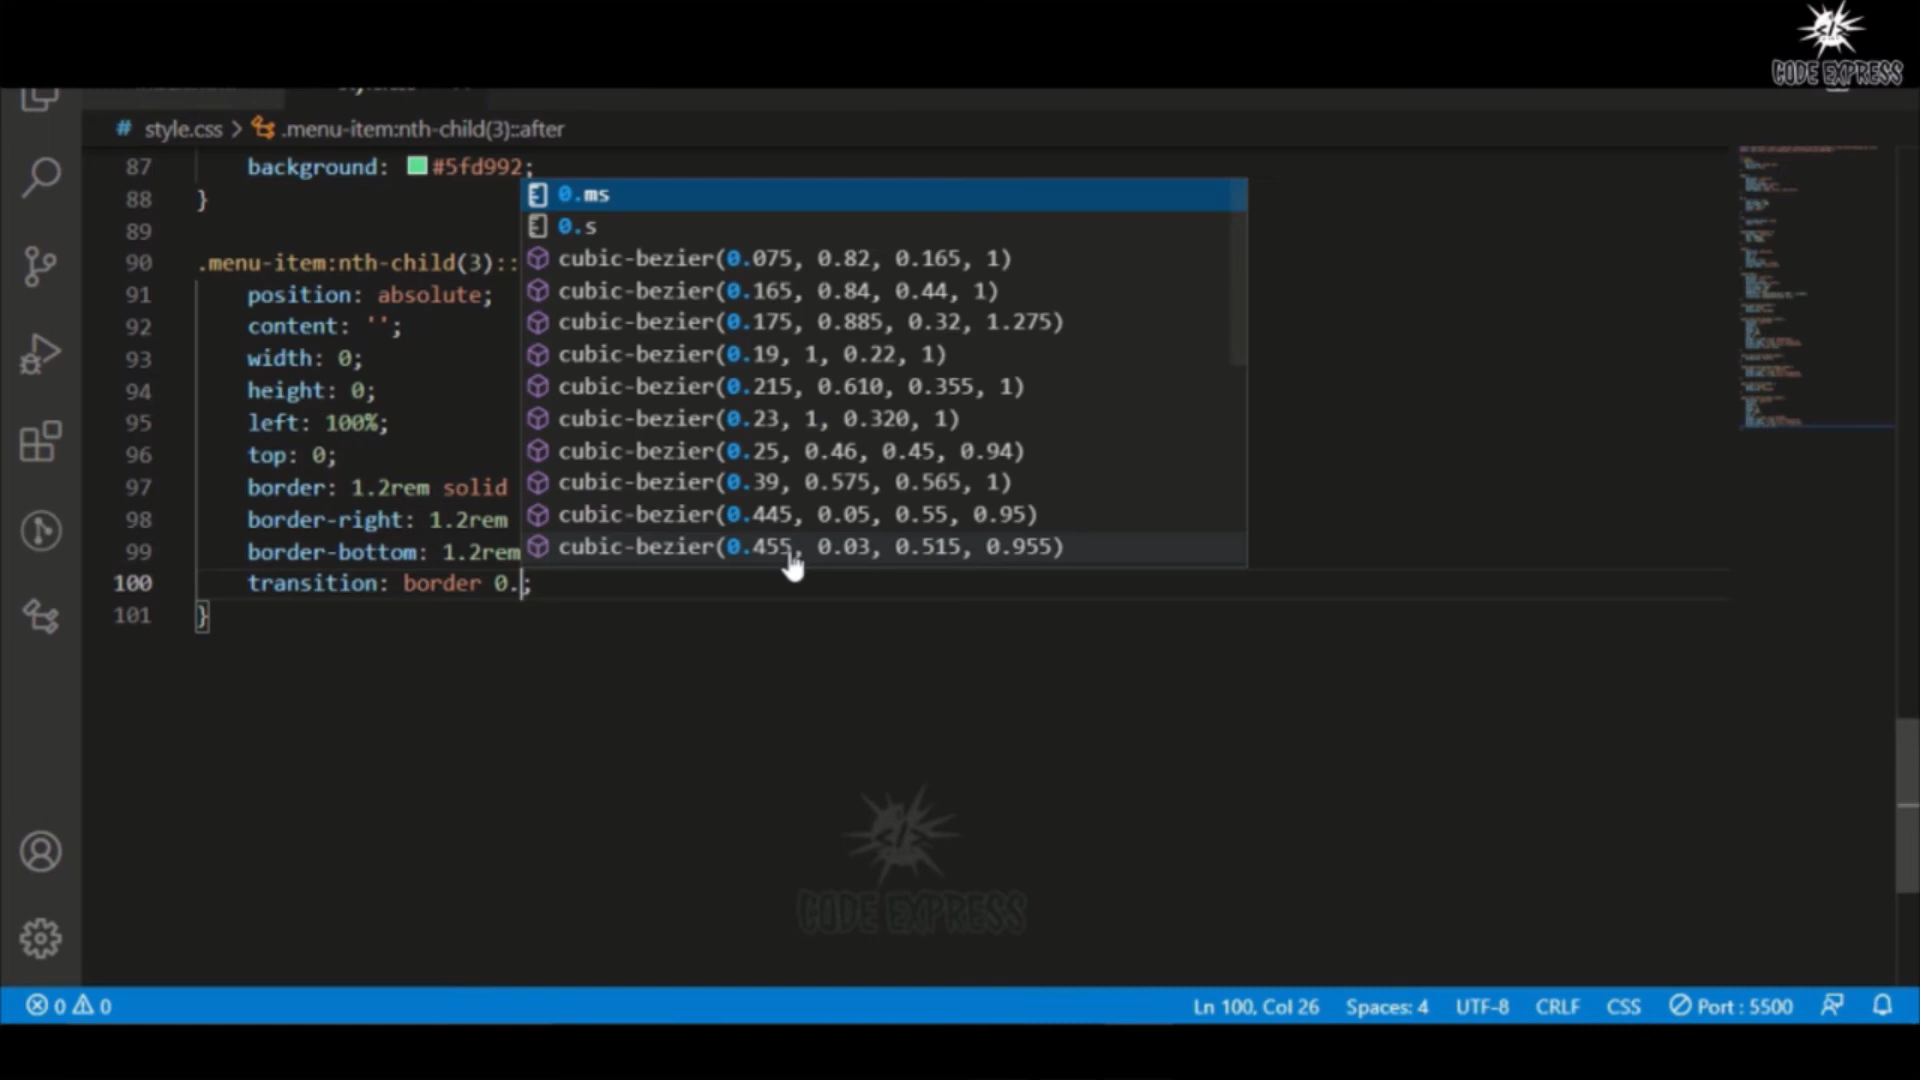 CODE EXPRESS
# style.css > .menu-item:nth-child(3)::after
87 background: #5fd992;
88 }
89
90 .menu-item:nth-child(3)::
91 position: absolute;
92 content: '';
93 width: 0;
94 height: 0;
95 left: 100%;
96 top: 0;
97 border: 1.2rem solid
98 border-right: 1.2rem
99 border-bottom: 1.2rem
100 transition: border 0.;
101 }
0.ms
0.s
cubic-bezier(0.075, 0.82, 0.165, 1)
cubic-bezier(0.165, 0.84, 0.44, 1)
cubic-bezier(0.175, 0.885, 0.32, 1.275)
cubic-bezier(0.19, 1, 0.22, 1)
cubic-bezier(0.215, 0.610, 0.355, 1)
cubic-bezier(0.23, 1, 0.320, 1)
cubic-bezier(0.25, 0.46, 0.45, 0.94)
cubic-bezier(0.39, 0.575, 0.565, 1)
cubic-bezier(0.445, 0.05, 0.55, 0.95)
cubic-bezier(0.455, 0.03, 0.515, 0.955)
CODE EXPRESS
0 0 Ln 100, Col 26 Spaces: 4 UTF-8 CRLF CSS Port : 5500